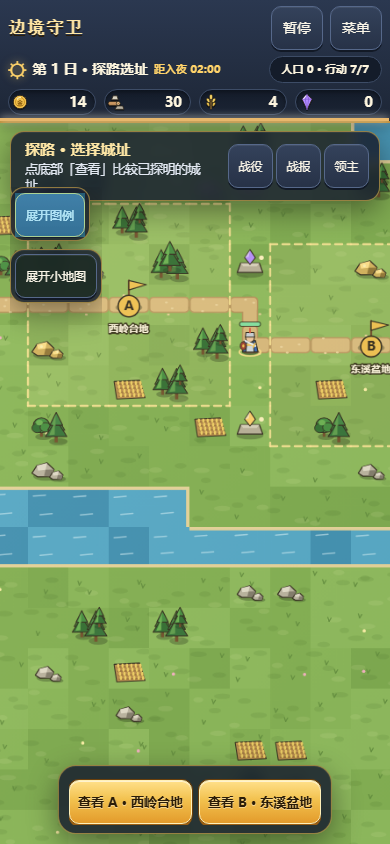 边境守卫
暂停
菜单
第 1 日 · 探路选址 距入夜 02:00
人口 0 · 行动 7/7
14
30
4
0
探路 · 选择城址
点底部「查看」比较已探明的城
址
战役
战报
领主
展开图例
展开小地图
A
西岭台地
B
东溪盆地
查看 A · 西岭台地
查看 B · 东溪盆地